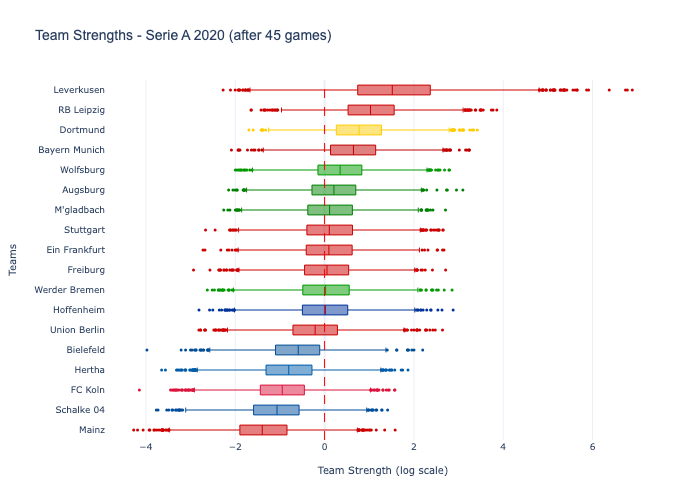 Team Strengths - Serie A 2020 (after 45 games)
Leverkusen
RB Leipzig
Dortmund
Bayern Munich
Wolfsburg
Augsburg
M'gladbach
Stuttgart
Ein Frankfurt
Freiburg
Werder Bremen
Hoffenheim
Union Berlin
Bielefeld
Hertha
FC Koln
Schalke 04
Mainz
Teams
−4 −2 0 2 4 6
Team Strength (log scale)